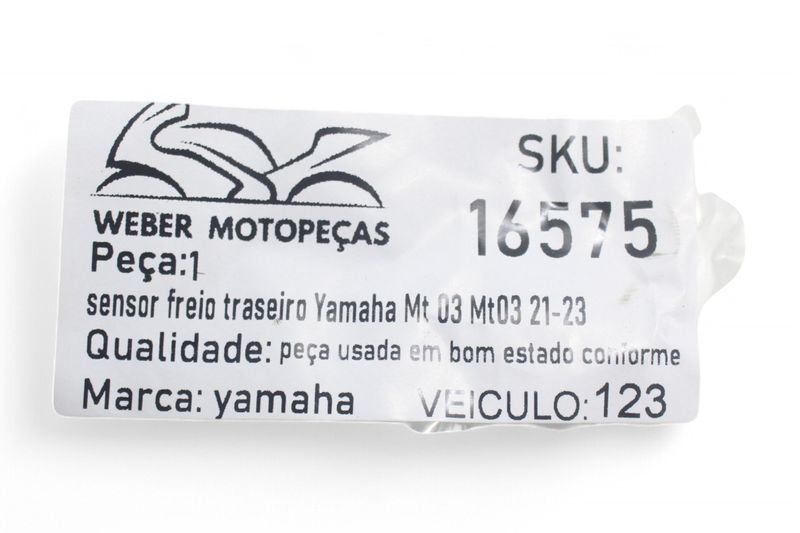 WEBER MOTOPEÇAS
SKU:
16575
Peça:1
sensor freio traseiro Yamaha Mt 03 Mt03 21-23
Qualidade: peça usada em bom estado conforme
Marca: yamaha VEICULO:123